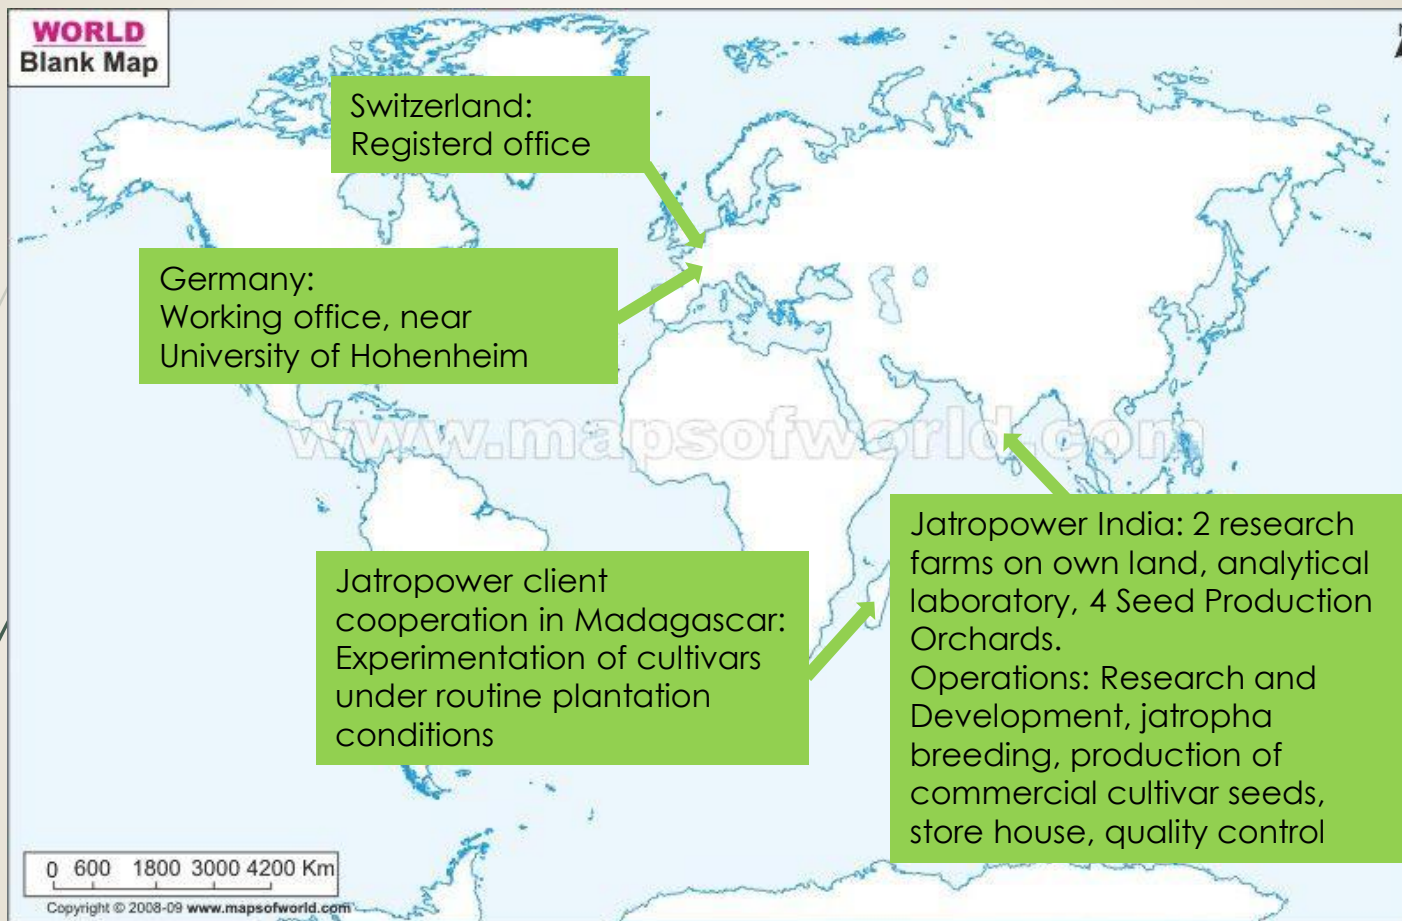 WORLD
Blank Map
Switzerland:
Registerd office
Germany:
Working office, near
University of Hohenheim
www.mapsofworld.com
Jatropower client
cooperation in Madagascar:
Experimentation of cultivars
under routine plantation
conditions
Jatropower India: 2 research
farms on own land, analytical
laboratory, 4 Seed Production
Orchards.
Operations: Research and
Development, jatropha
breeding, production of
commercial cultivar seeds,
store house, quality control
0 600 1800 3000 4200 Km
Copyright © 2008-09 www.mapsofworld.com